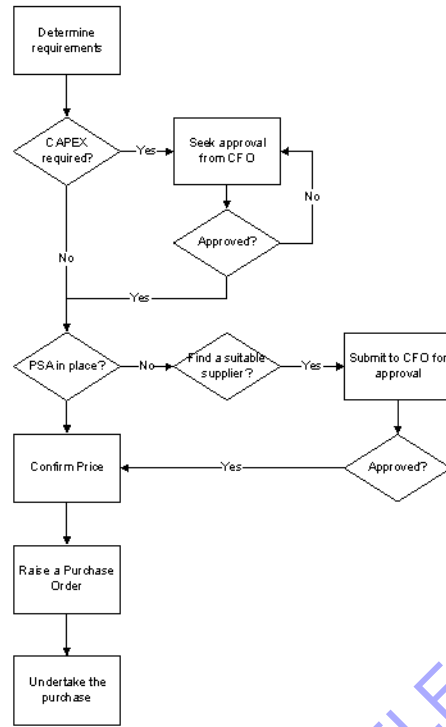 Determine
requirements
CAPEX
required?
Yes
Seek approval
from CFO
No
Approved?
No
Yes
PSA in place?
No
Find a suitable
supplier?
Yes
Submit to CFO for
approval
Confirm Price
Yes
Approved?
Raise a Purchase
Order
Undertake the
purchase